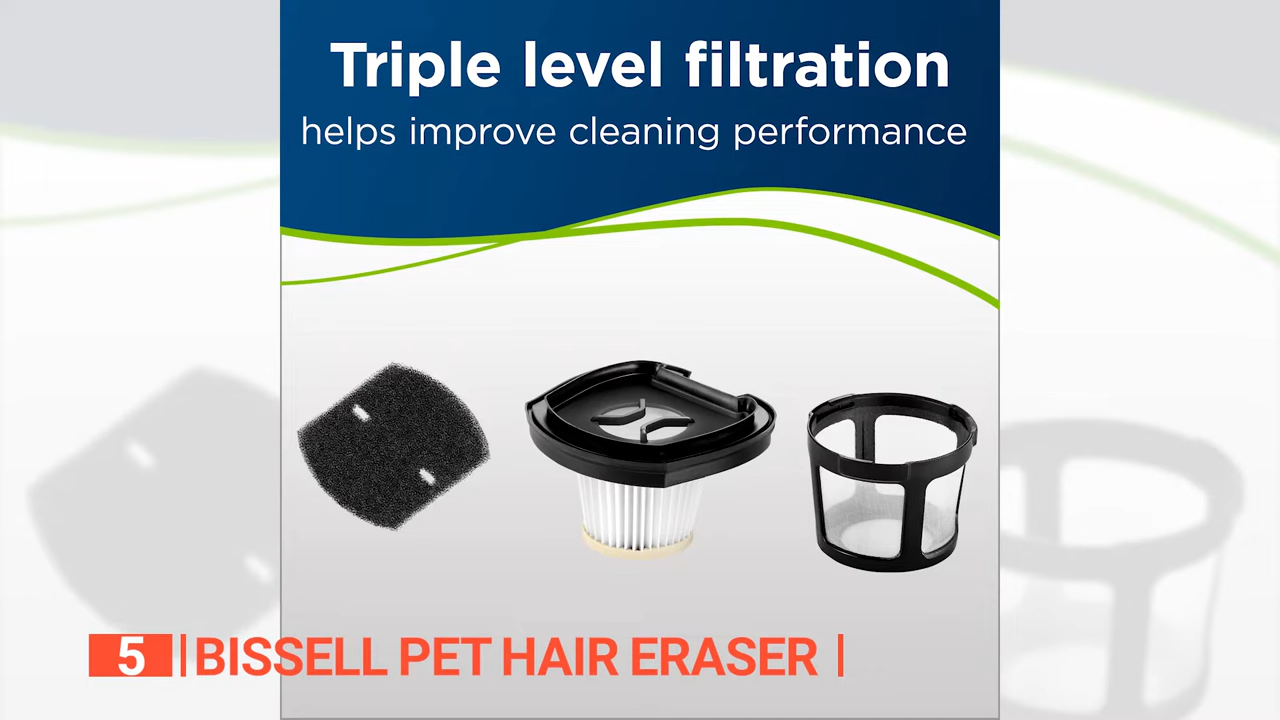 Triple level filtration
helps improve cleaning performance
5 BISSELL PET HAIR ERASER